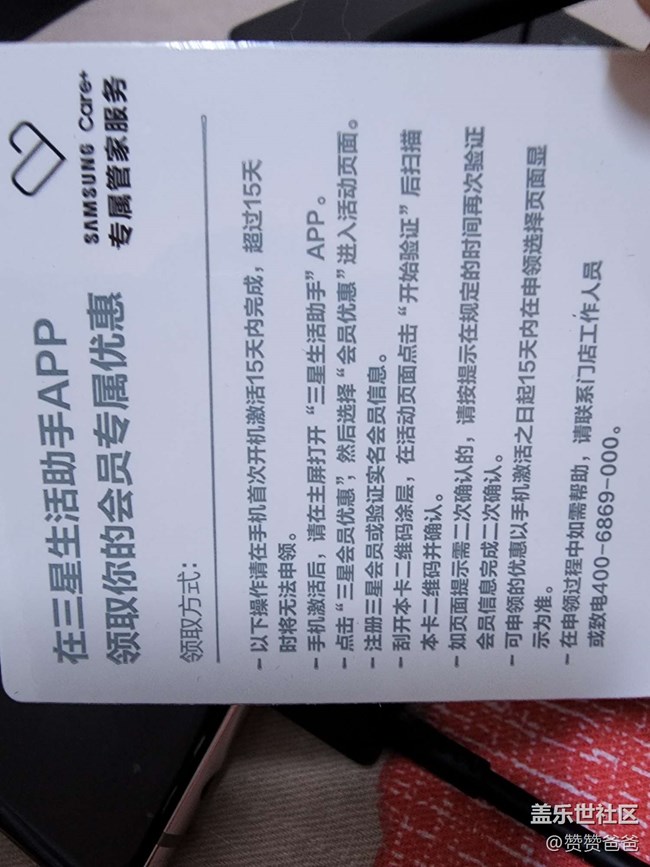 SAMSUNG Care+
专属管家服务
在三星生活助手APP
领取你的会员专属优惠
领取方式：
- 以下操作请在手机首次开机激活15天内完成，超过15天
时将无法申领。
- 手机激活后，请在主屏打开“三星生活助手”APP。
- 点击“三星会员优惠”，然后选择“会员优惠”进入活动页面。
- 注册三星会员或验证实名会员信息。
- 刮开本卡二维码涂层，在活动页面点击“开始验证”后扫描
本卡二维码并确认。
- 如页面提示需二次确认的，请按提示在规定的时间再次验证
会员信息完成二次确认。
- 可申领的优惠以手机激活之日起15天内在申领选择页面显
示为准。
- 在申领过程中如需帮助，请联系门店工作人员
或致电400-6869-000。
盖乐世社区
@赞赞爸爸